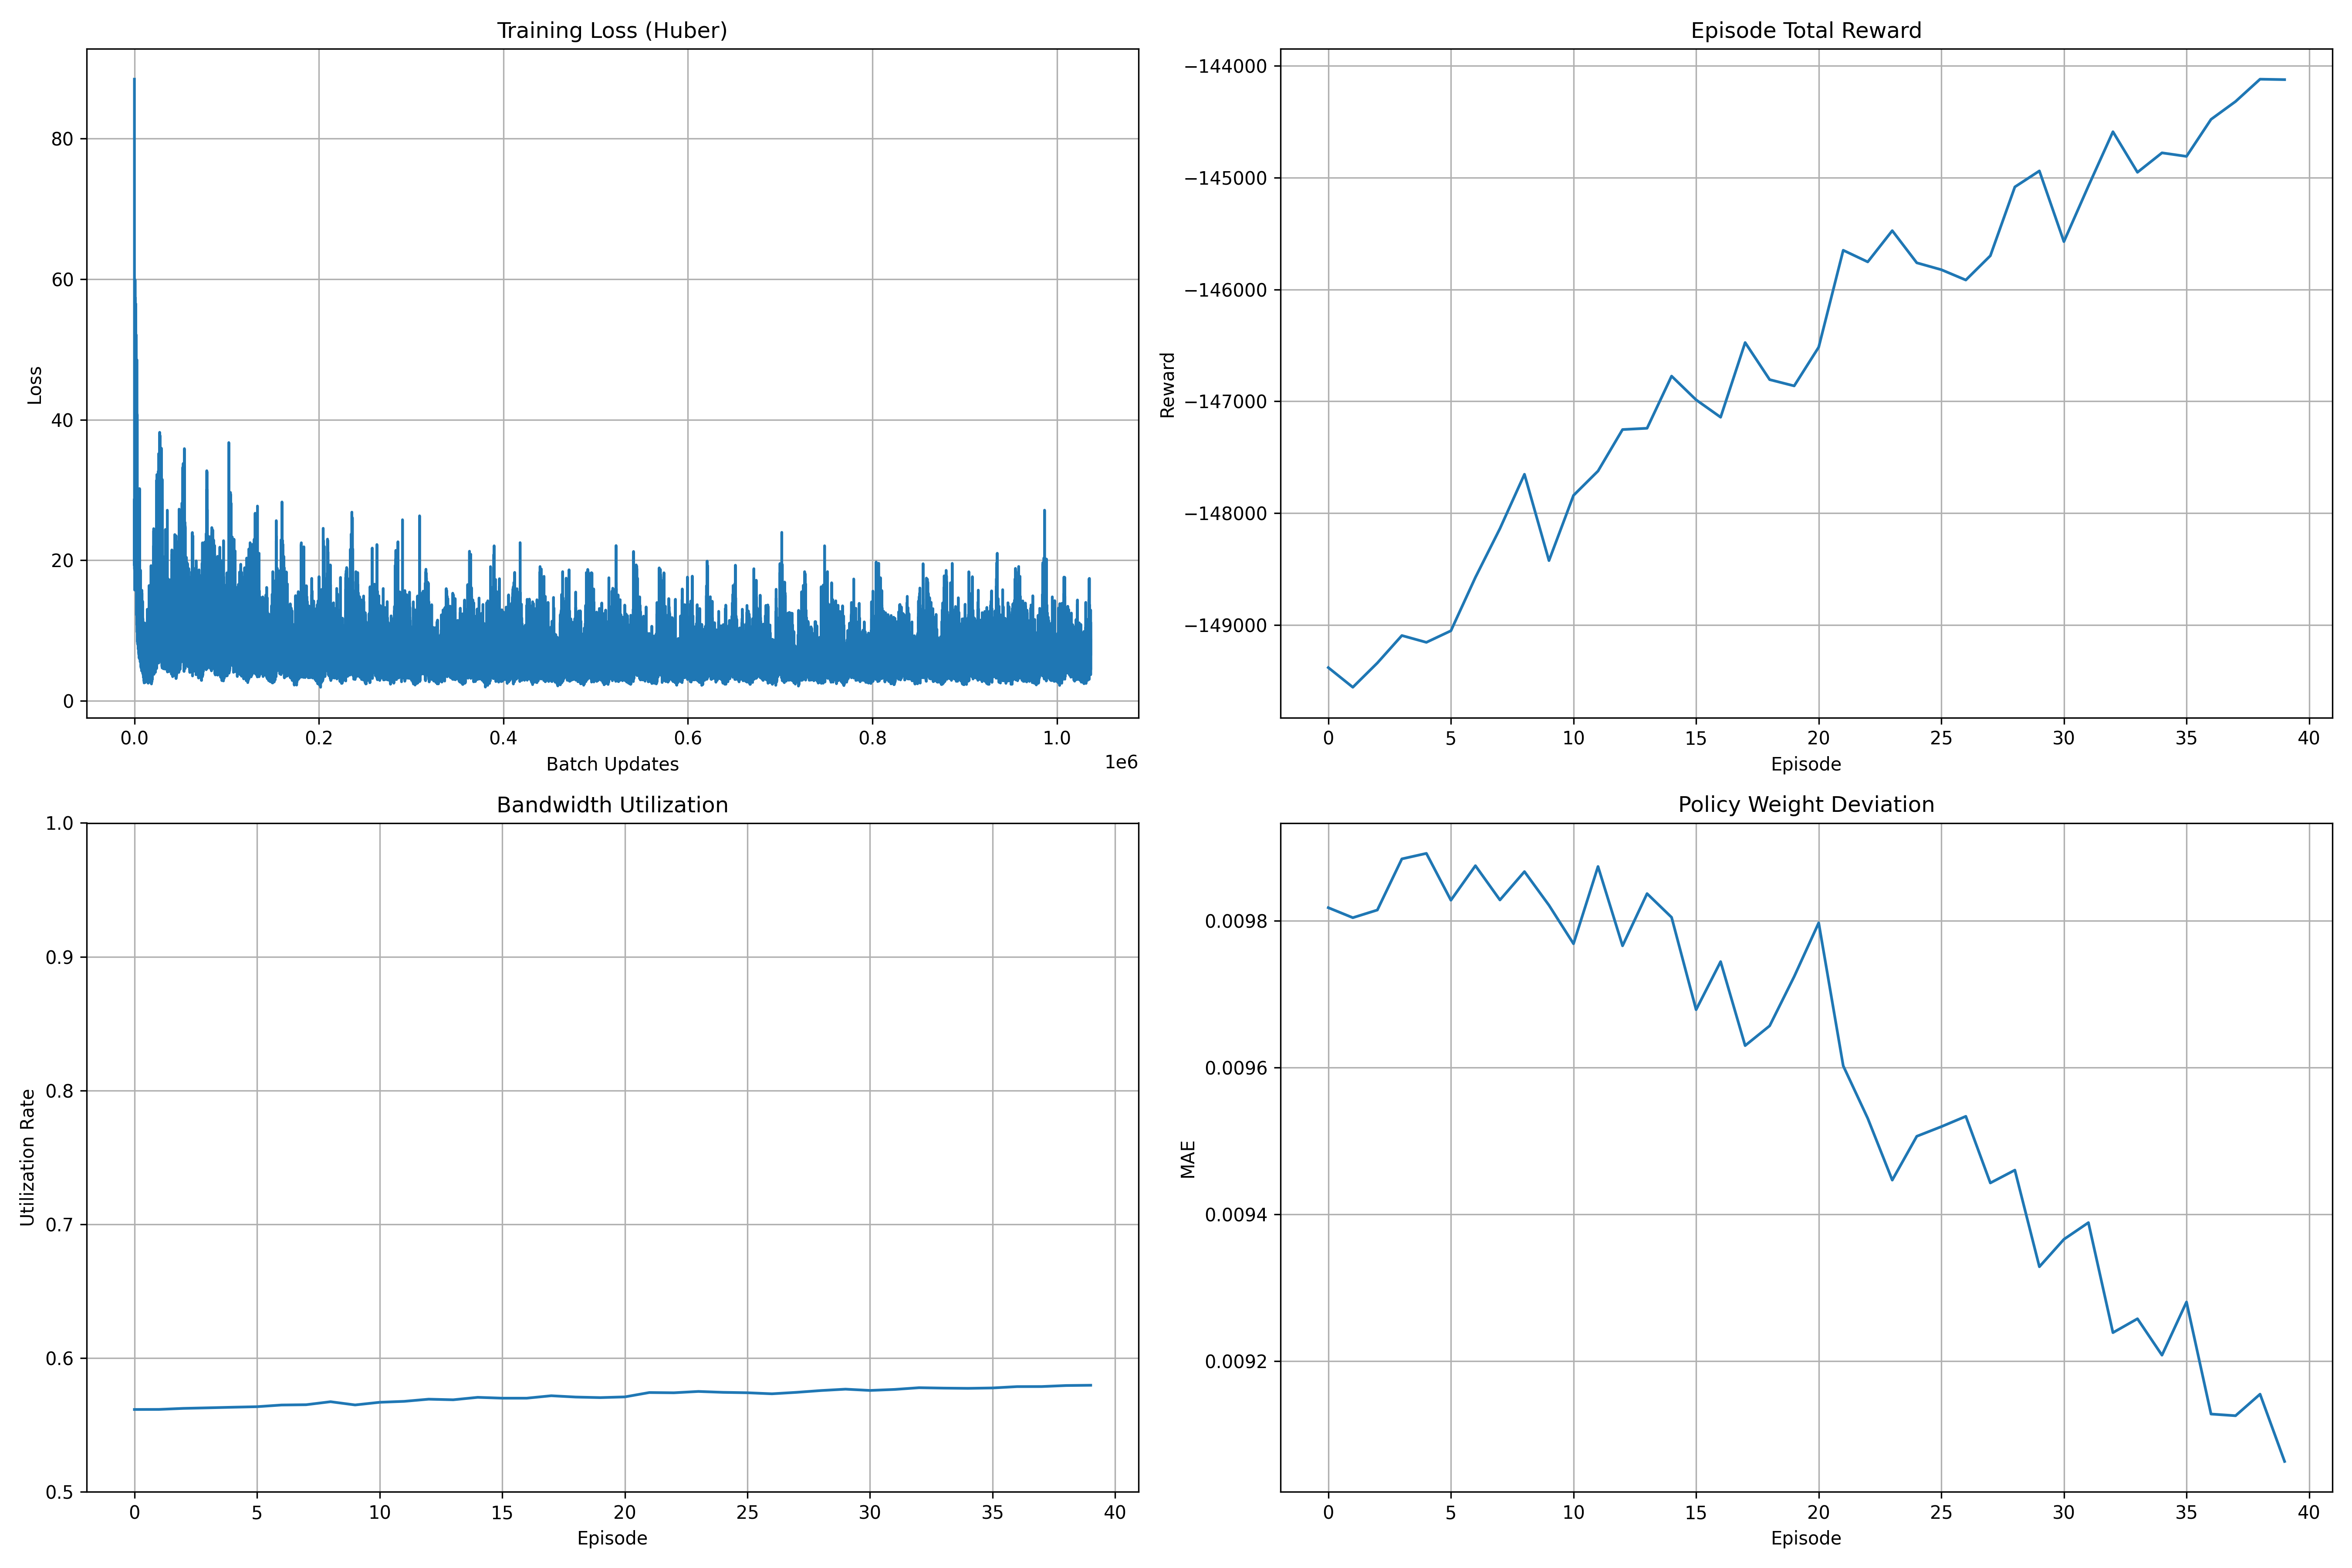 Training Loss (Huber)
Loss
80
60
40
20
0
0.0 0.2 0.4 0.6 0.8 1.0
1e6
Batch Updates
Episode Total Reward
Reward
−144000
−145000
−146000
−147000
−148000
−149000
0 5 10 15 20 25 30 35 40
Episode
Bandwidth Utilization
Utilization Rate
1.0
0.9
0.8
0.7
0.6
0.5
0 5 10 15 20 25 30 35 40
Episode
Policy Weight Deviation
MAE
0.0098
0.0096
0.0094
0.0092
0 5 10 15 20 25 30 35 40
Episode